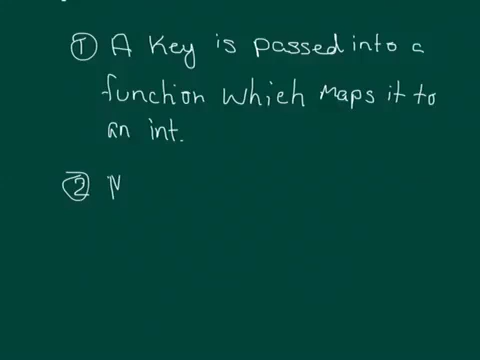 ① A Key is passed into a
function which maps it to
an int.
②